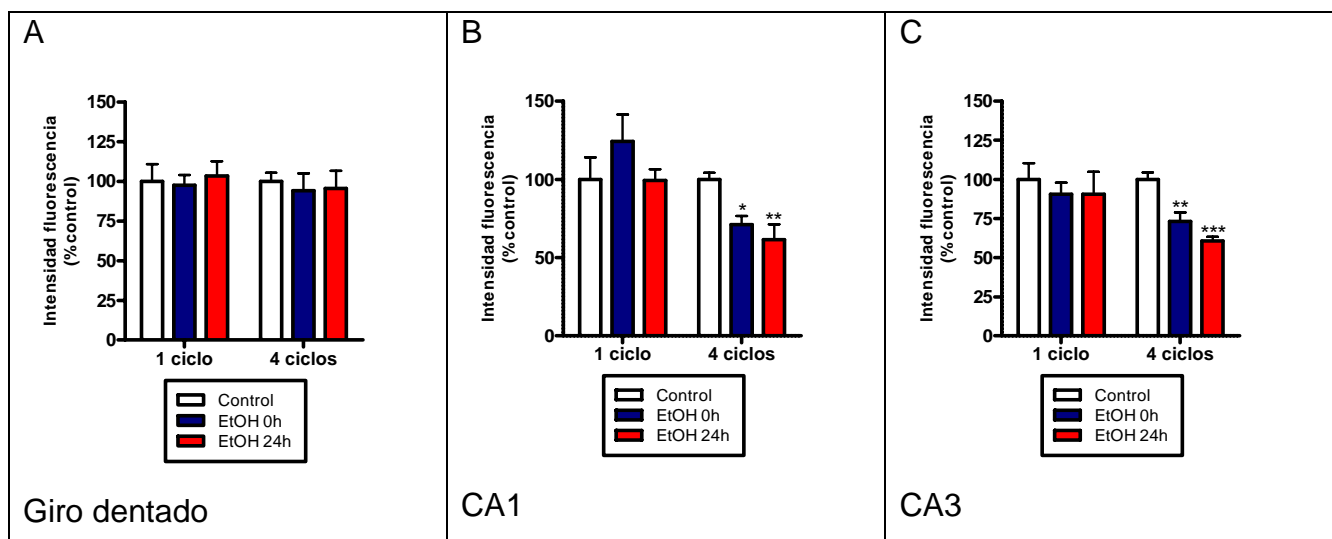 A
Intensidad fluorescencia
(% control)
150
125
100
75
50
25
0
1 ciclo 4 ciclos
Control
EtOH 0h
EtOH 24h
Giro dentado
B
Intensidad fluorescencia
(% control)
150
100
50
0
* **
1 ciclo 4 ciclos
Control
EtOH 0h
EtOH 24h
CA1
C
Intensidad fluorescencia
(% control)
150
125
100
75
50
25
0
** ***
1 ciclo 4 ciclos
Control
EtOH 0h
EtOH 24h
CA3